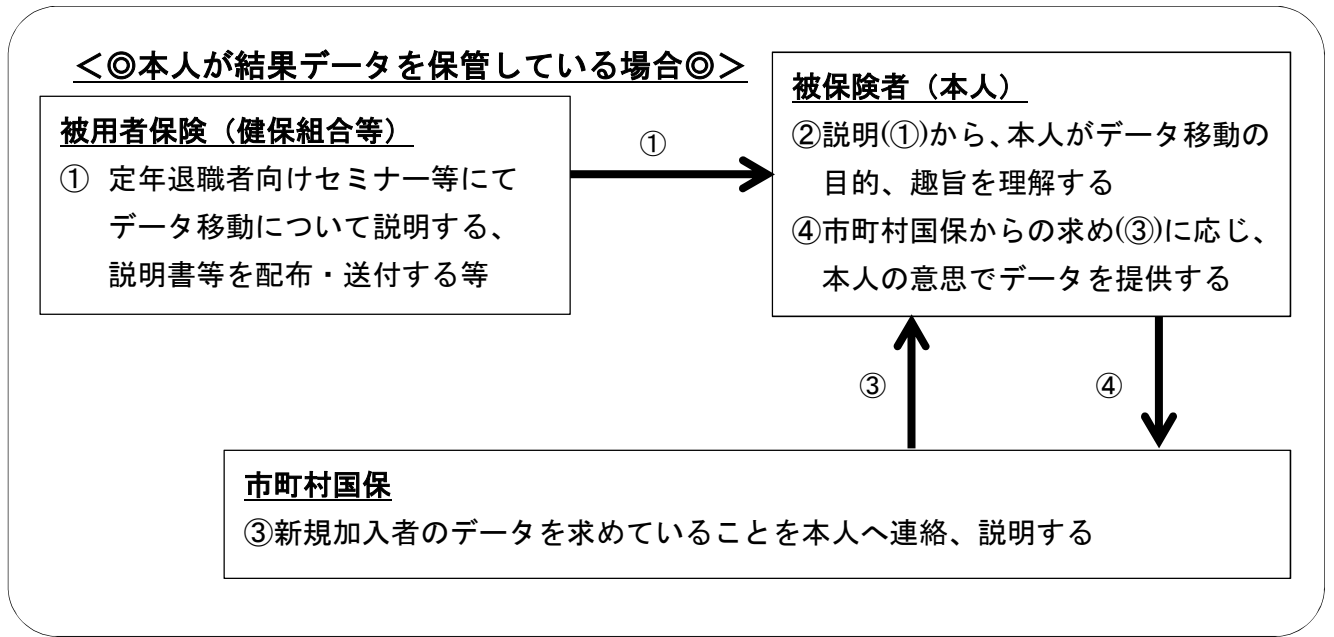 ＜◎本人が結果データを保管している場合◎＞
被用者保険（健保組合等）
① 定年退職者向けセミナー等にて
データ移動について説明する、
説明書等を配布・送付する等
①
被保険者（本人）
②説明(①)から、本人がデータ移動の
目的、趣旨を理解する
④市町村国保からの求め(③)に応じ、
本人の意思でデータを提供する
③
④
市町村国保
③新規加入者のデータを求めていることを本人へ連絡、説明する